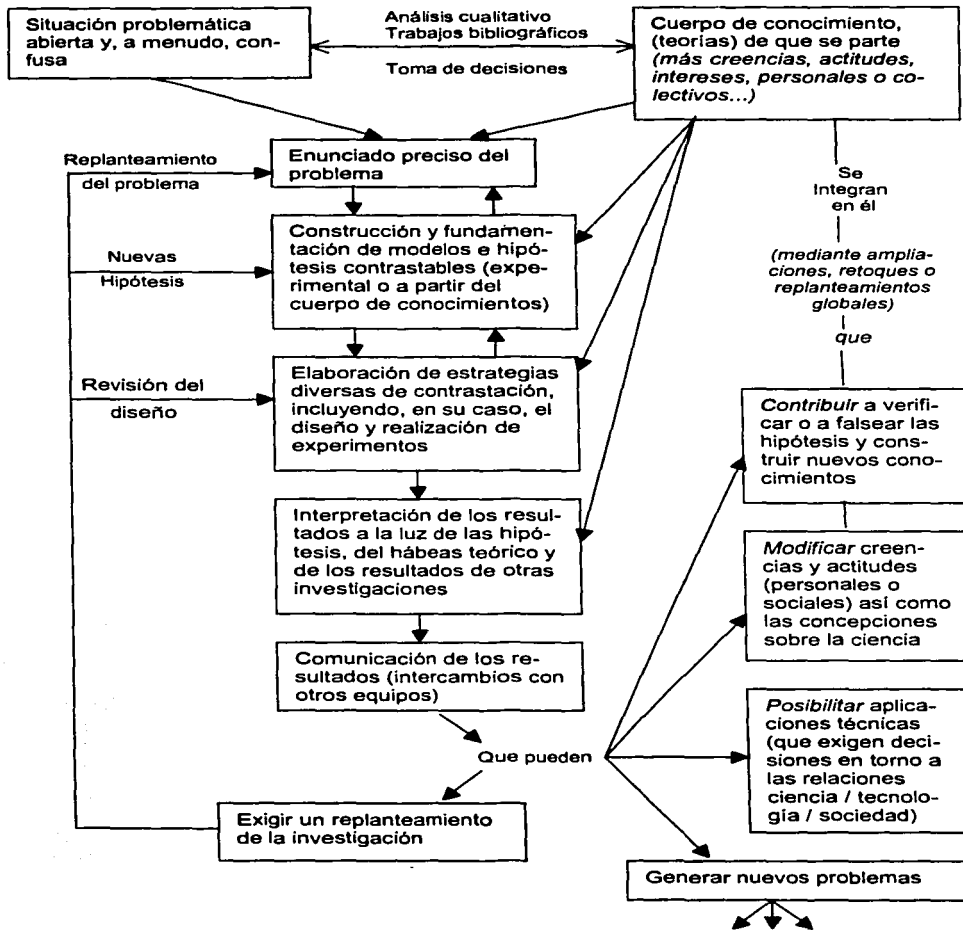 Situación problemática
abierta y, a menudo, con-
fusa
Análisis cualitativo
Trabajos bibliográficos
Toma de decisiones
Cuerpo de conocimiento,
(teorías) de que se parte
(más creencias, actitudes,
intereses, personales o co-
lectivos...)
Enunciado preciso del
problema
Replanteamiento
del problema
Construcción y fundamen-
tación de modelos e hipó-
tesis contrastables (expe-
rimental o a partir del
cuerpo de conocimientos)
Nuevas
Hipótesis
Elaboración de estrategias
diversas de contrastación,
incluyendo, en su caso, el
diseño y realización de
experimentos
Revisión del
diseño
Interpretación de los resul-
tados a la luz de las hipó-
tesis, del hábeas teórico y
de los resultados de otras
investigaciones
Comunicación de los re-
sultados (intercambios con
otros equipos)
Que pueden
Exigir un replanteamiento
de la investigación
Se
Integran
en él
(mediante amplia-
ciones, retoques o
replanteamientos
globales)
que
Contribuir a verifi-
car o a falsear las
hipótesis y cons-
truir nuevos cono-
cimientos
Modificar creen-
cias y actitudes
(personales o
sociales) así como
las concepciones
sobre la ciencia
Posibilitar aplica-
ciones técnicas
(que exigen deci-
siones en torno a
las relaciones
ciencia / tecnolo-
gía / sociedad)
Generar nuevos problemas